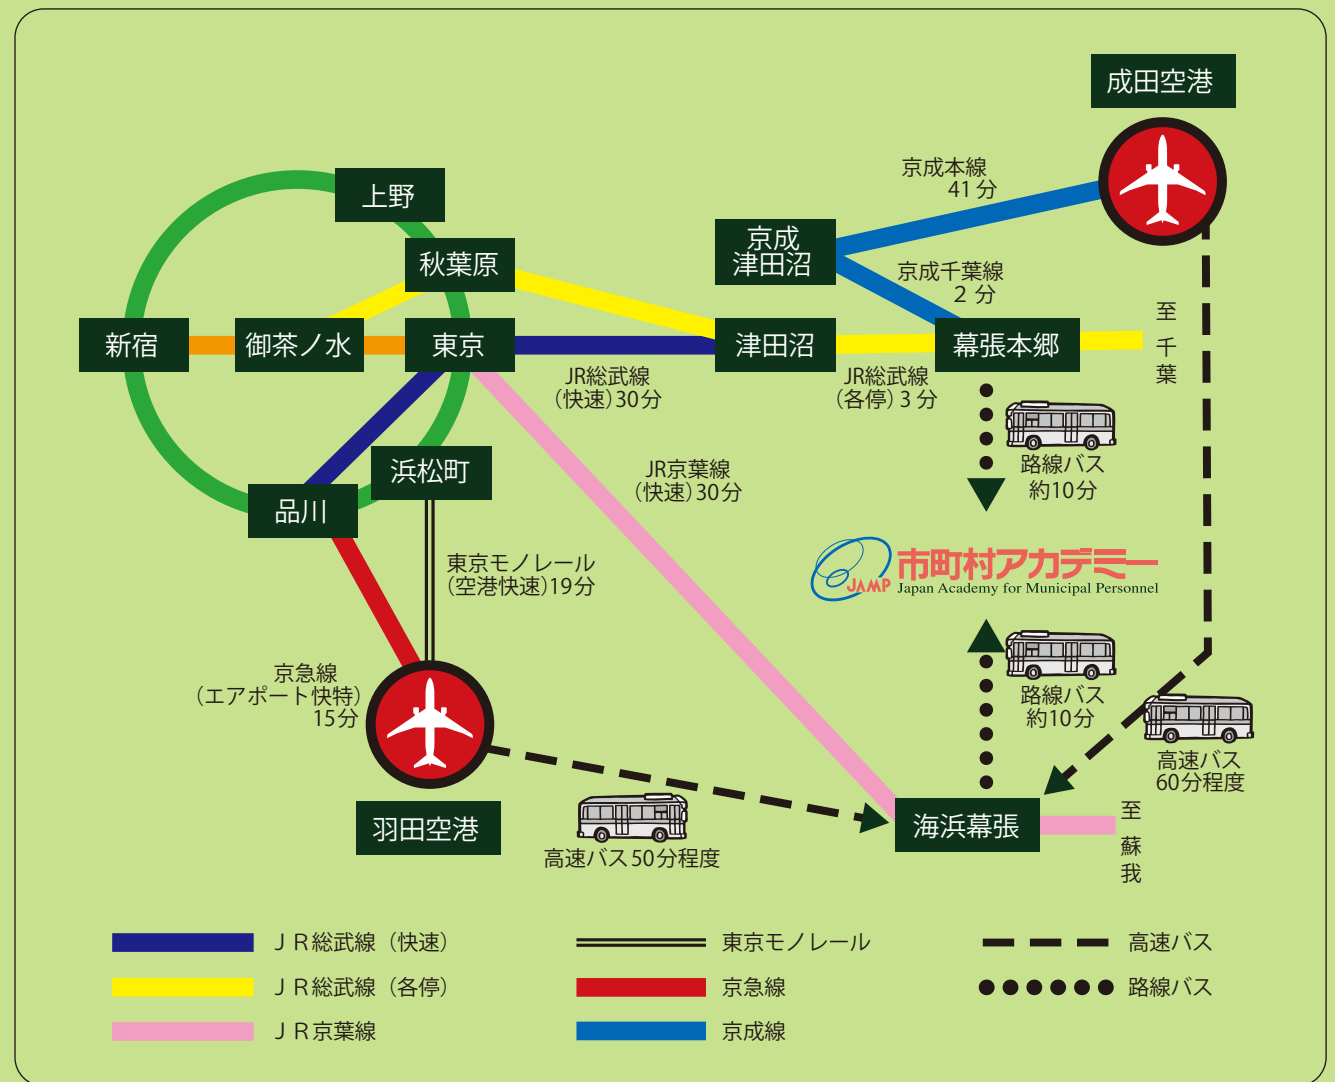 成田空港
京成本線
41分
上野
京成
津田沼
秋葉原
京成千葉線
2分
新宿
御茶ノ水
東京
津田沼
幕張本郷
至千葉
JR総武線
(快速)30分
JR総武線
(各停)3分
浜松町
JR京葉線
(快速)30分
路線バス
約10分
品川
東京モノレール
(空港快速)19分
JAMP
市町村アカデミー
Japan Academy for Municipal Personnel
京急線
(エアポート快特)
15分
路線バス
約10分
高速バス
60分程度
羽田空港
高速バス50分程度
海浜幕張
至蘇我
JR総武線(快速)
東京モノレール
高速バス
JR総武線(各停)
京急線
路線バス
JR京葉線
京成線